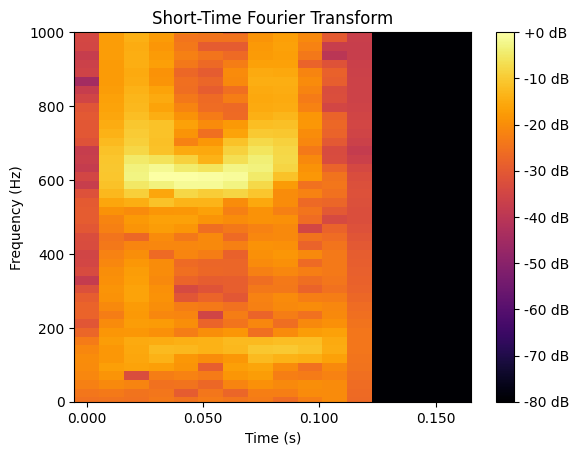 Short-Time Fourier Transform
1000
800
600
400
200
0
Frequency (Hz)
0.000
0.050
0.100
0.150
Time (s)
+0 dB
-10 dB
-20 dB
-30 dB
-40 dB
-50 dB
-60 dB
-70 dB
-80 dB